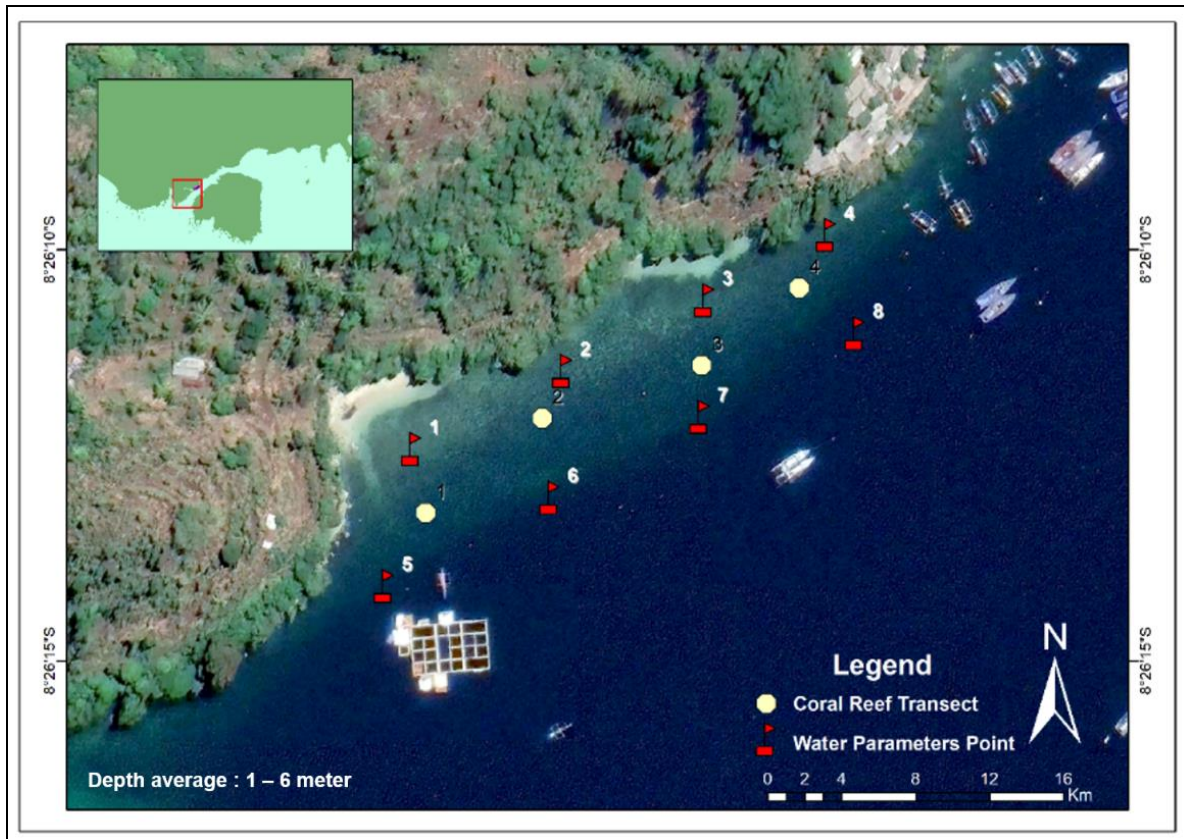 4
8°26'10"S
8°26'10"S
3
4
8
2
3
7
2
1
6
1
5
8°26'15"S
8°26'15"S
N
Legend
Coral Reef Transect
Water Parameters Point
Depth average : 1 – 6 meter
0 2 4 8 12 16
Km